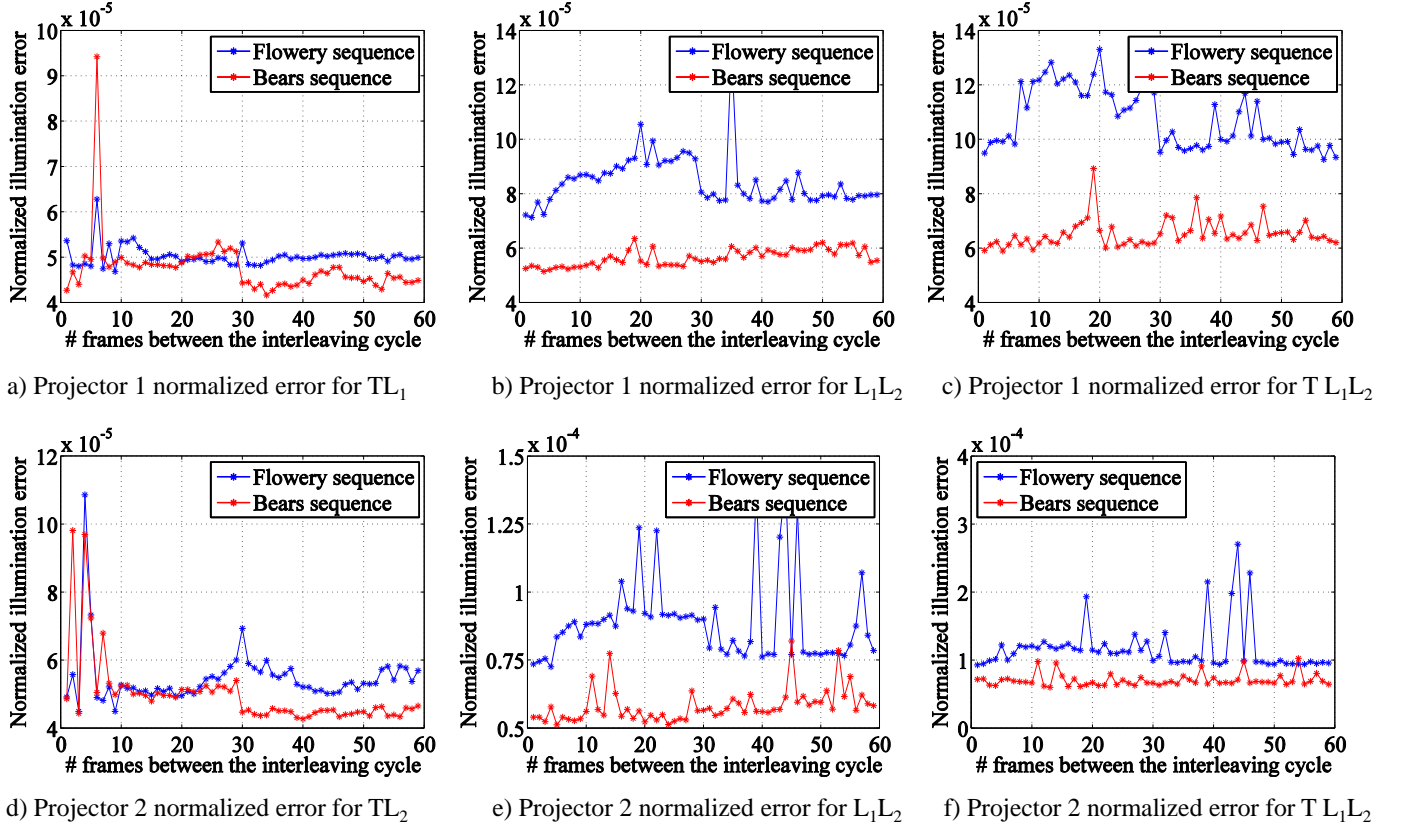 x 10⁻⁵
10
9
8
7
6
5
4
0 10 20 30 40 50 60
Normalized illumination error
# frames between the interleaving cycle
Flowery sequence
Bears sequence
a) Projector 1 normalized error for TL₁
x 10⁻⁵
14
12
10
8
6
4
0 10 20 30 40 50 60
Normalized illumination error
# frames between the interleaving cycle
Flowery sequence
Bears sequence
b) Projector 1 normalized error for L₁L₂
x 10⁻⁵
14
12
10
8
6
4
0 10 20 30 40 50 60
Normalized illumination error
# frames between the interleaving cycle
Flowery sequence
Bears sequence
c) Projector 1 normalized error for T L₁L₂
x 10⁻⁵
12
10
8
6
4
0 10 20 30 40 50 60
Normalized illumination error
# frames between the interleaving cycle
Flowery sequence
Bears sequence
d) Projector 2 normalized error for TL₂
x 10⁻⁴
1.5
1.25
1
0.75
0.5
0 10 20 30 40 50 60
Normalized illumination error
# frames between the interleaving cycle
Flowery sequence
Bears sequence
e) Projector 2 normalized error for L₁L₂
x 10⁻⁴
4
3
2
1
0
0 10 20 30 40 50 60
Normalized illumination error
# frames between the interleaving cycle
Flowery sequence
Bears sequence
f) Projector 2 normalized error for T L₁L₂